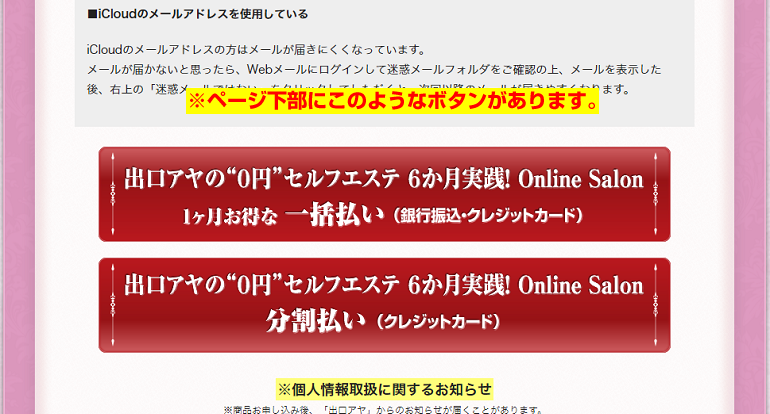 ■iCloudのメールアドレスを使用している
iCloudのメールアドレスの方はメールが届きにくくなっています。
メールが届かないと思ったら、Webメールにログインして迷惑メールフォルダをご確認の上、メールを表示した
後、右上の「迷惑メ
すくなります。
※ページ下部にこのようなボタンがあります。
出口アヤの“0円”セルフエステ 6か月実践! Online Salon
1ヶ月お得な 一括払い（銀行振込・クレジットカード）
出口アヤの“0円”セルフエステ 6か月実践! Online Salon
分割払い（クレジットカード）
※個人情報取扱に関するお知らせ
※商品お申し込み後、「出口アヤ」からのお知らせが届くことがあります。